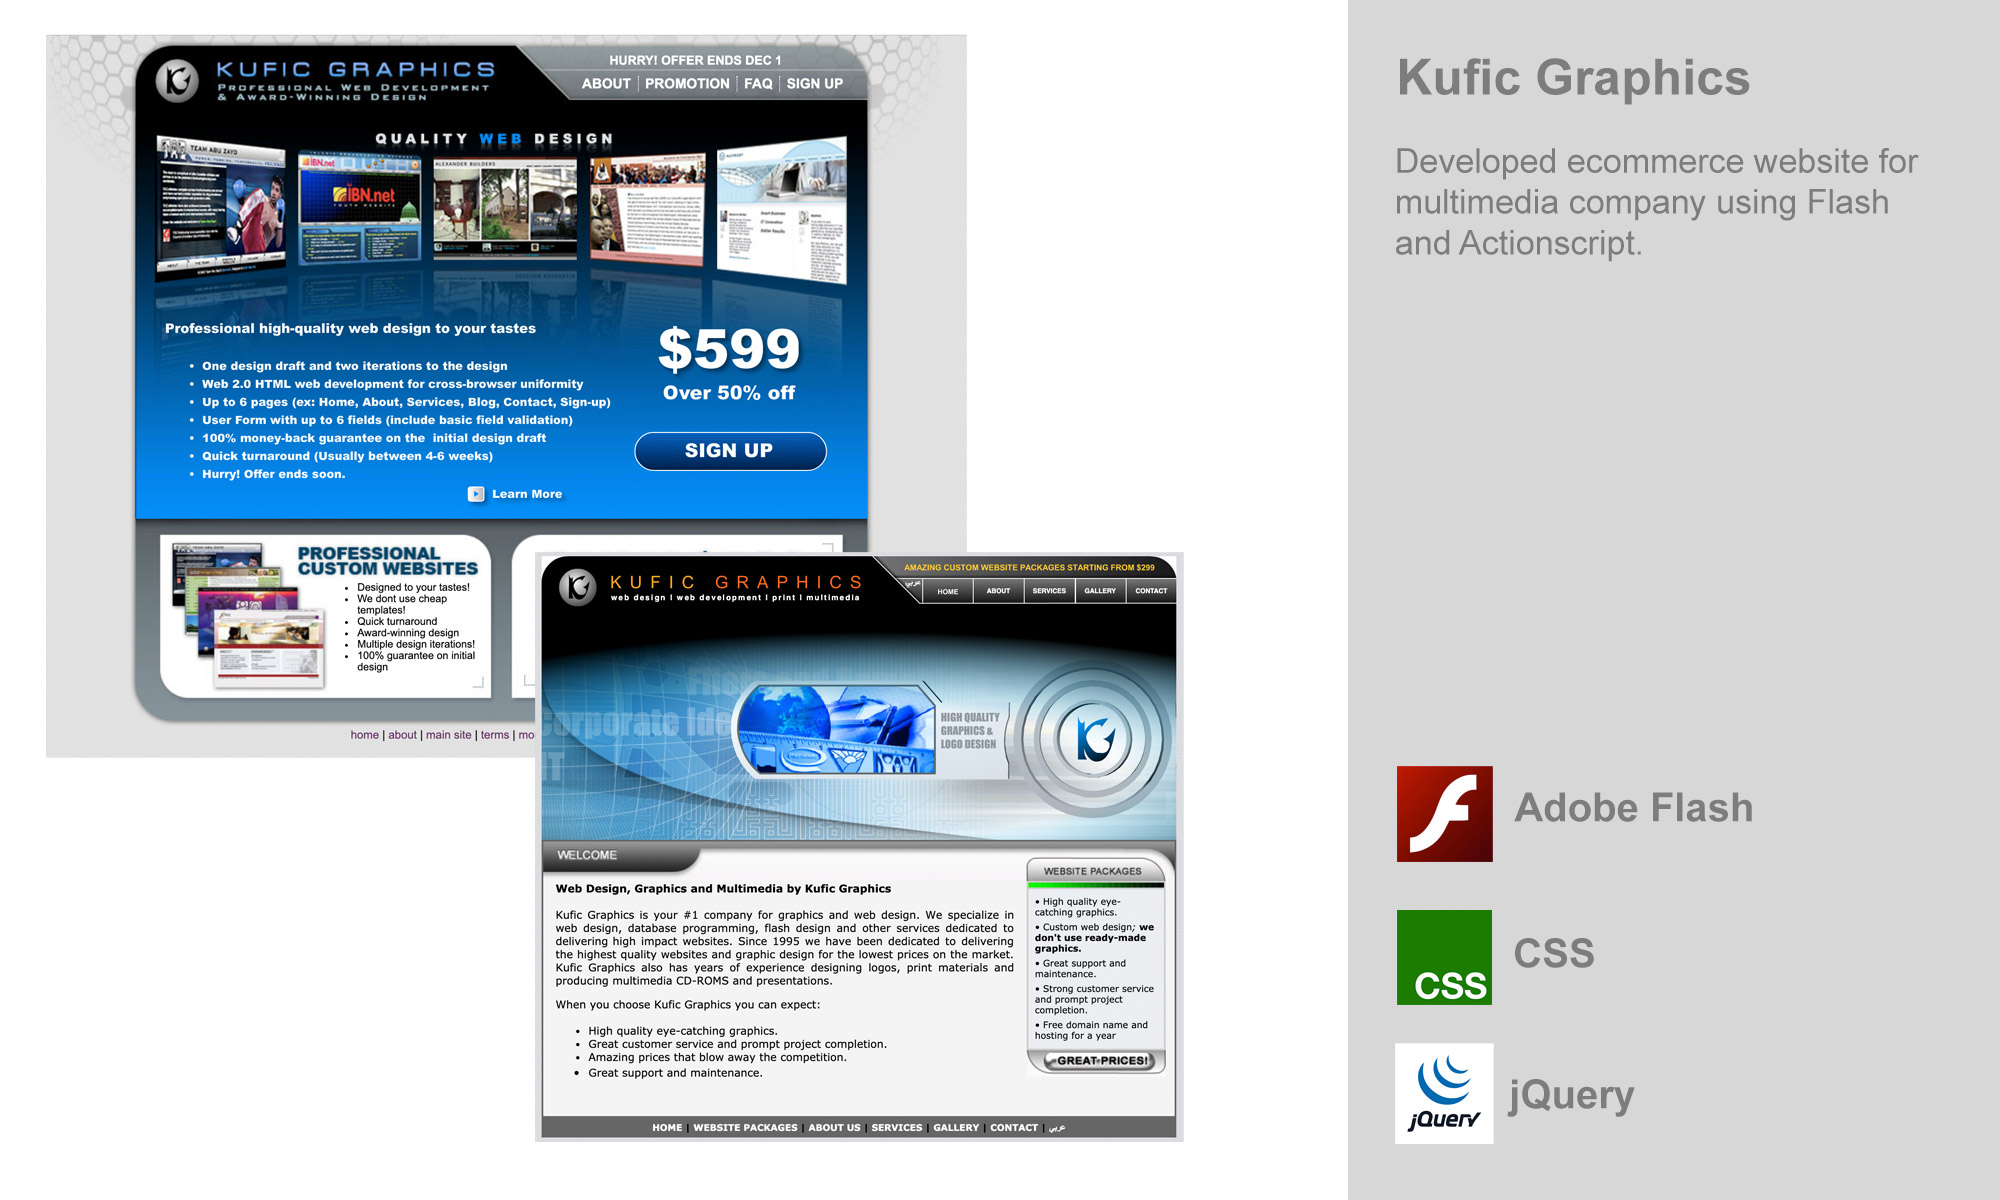 KUFIC GRAPHICS
PROFESSIONAL WEB DEVELOPMENT
& AWARD-WINNING DESIGN
HURRY! OFFER ENDS DEC 1
ABOUT PROMOTION FAQ SIGN UP
QUALITY WEB DESIGN
TEAM ABU ZAYD
iBN.net
iBN.net
ALEXANDER BUILDERS
Professional high-quality web design to your tastes
• One design draft and two iterations to the design
• Web 2.0 HTML web development for cross-browser uniformity
• Up to 6 pages (ex: Home, About, Services, Blog, Contact, Sign-up)
• User Form with up to 6 fields (include basic field validation)
• 100% money-back guarantee on the initial design draft
• Quick turnaround (Usually between 4-6 weeks)
• Hurry! Offer ends soon.
Learn More
$599
Over 50% off
SIGN UP
PROFESSIONAL
CUSTOM WEBSITES
• Designed to your tastes!
• We dont use cheap
templates!
• Quick turnaround
• Award-winning design
• Multiple design iterations!
• 100% guarantee on initial
design
home | about | main site | terms | mo
KUFIC GRAPHICS
web design | web development | print | multimedia
AMAZING CUSTOM WEBSITE PACKAGES STARTING FROM $299
عربي
HOME ABOUT SERVICES GALLERY CONTACT
orporate Ide
IT
HIGH QUALITY
GRAPHICS &
LOGO DESIGN
WELCOME
Web Design, Graphics and Multimedia by Kufic Graphics
Kufic Graphics is your #1 company for graphics and web design. We specialize in
web design, database programming, flash design and other services dedicated to
delivering high impact websites. Since 1995 we have been dedicated to delivering
the highest quality websites and graphic design for the lowest prices on the market.
Kufic Graphics also has years of experience designing logos, print materials and
producing multimedia CD-ROMS and presentations.
When you choose Kufic Graphics you can expect:
• High quality eye-catching graphics.
• Great customer service and prompt project completion.
• Amazing prices that blow away the competition.
• Great support and maintenance.
WEBSITE PACKAGES
• High quality eye-
catching graphics.
• Custom web design; we
don't use ready-made
graphics.
• Great support and
maintenance.
• Strong customer service
and prompt project
completion.
• Free domain name and
hosting for a year
GREAT PRICES!
HOME | WEBSITE PACKAGES | ABOUT US | SERVICES | GALLERY | CONTACT | عربي
Kufic Graphics
Developed ecommerce website for
multimedia company using Flash
and Actionscript.
Adobe Flash
CSS
CSS
jQuery
jQuery